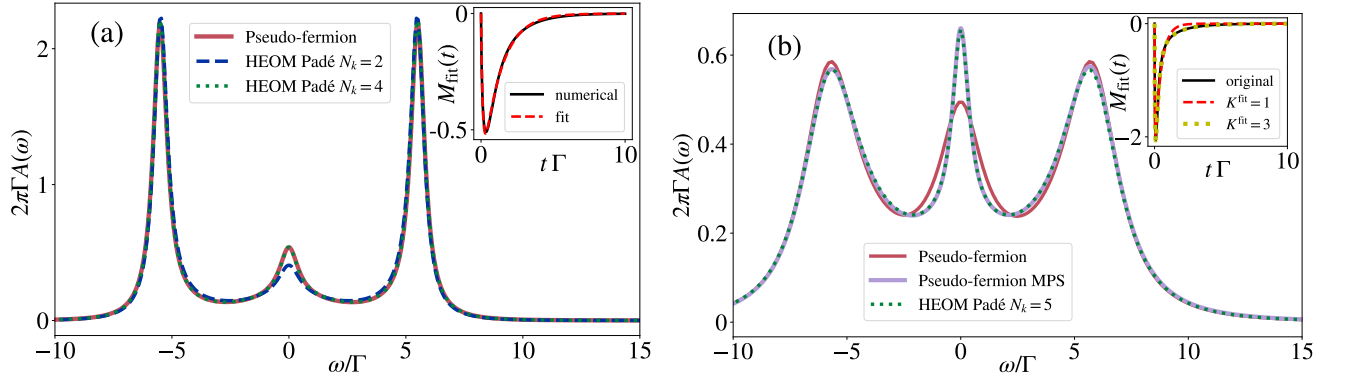 (a)
Pseudo-fermion
HEOM Padé N_k = 2
HEOM Padé N_k = 4
2πΓA(ω)
2
1
0
−10
−5
0
5
10
15
ω/Γ
M_fit(t)
0
-0.5
numerical
fit
0
10
t Γ
(b)
Pseudo-fermion
Pseudo-fermion MPS
HEOM Padé N_k = 5
2πΓA(ω)
0.6
0.4
0.2
0
−10
−5
0
5
10
15
ω/Γ
M_fit(t)
0
−2
original
K^fit = 1
K^fit = 3
0
10
t Γ